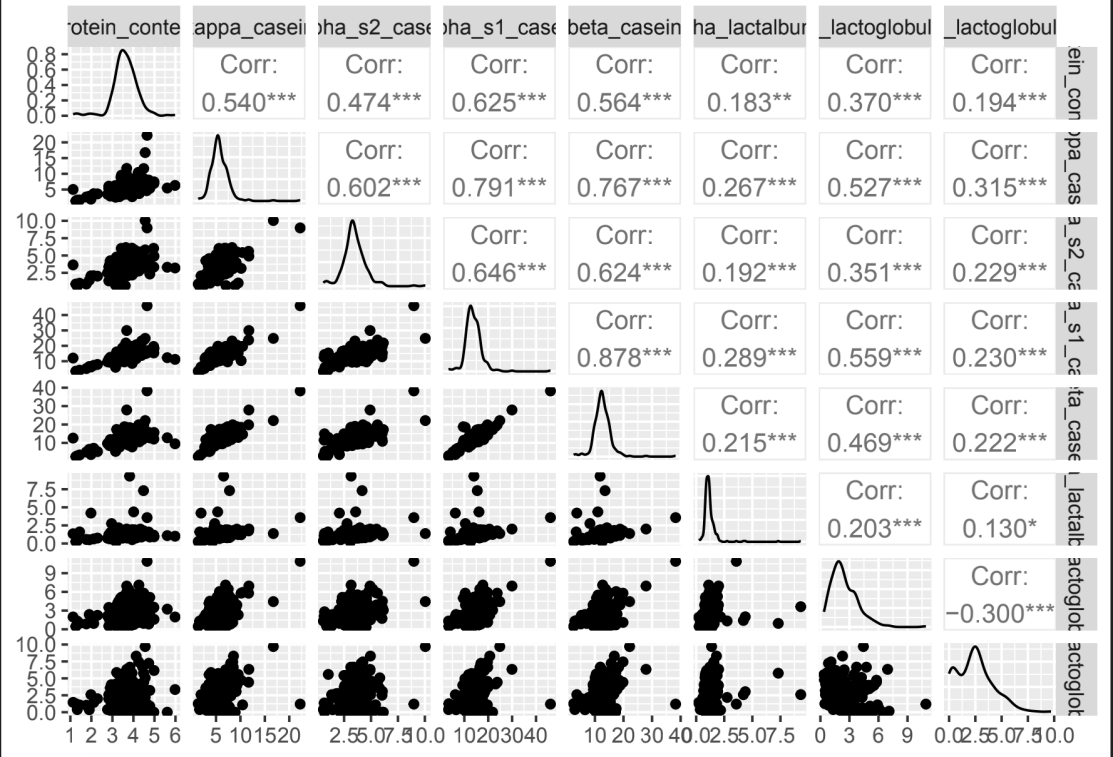 rotein_conte appa_casei oha_s2_case oha_s1_case beta_casein ha_lactalbur _lactoglobul _lactoglobul
0.8 0.6 0.4 0.2 0.0 Corr: 0.540*** Corr: 0.474*** Corr: 0.625*** Corr: 0.564*** Corr: 0.183** Corr: 0.370*** Corr: 0.194*** ein_con
20 15 10 5 Corr: 0.602*** Corr: 0.791*** Corr: 0.767*** Corr: 0.267*** Corr: 0.527*** Corr: 0.315*** opa_cas
10.0 7.5 5.0 2.5 Corr: 0.646*** Corr: 0.624*** Corr: 0.192*** Corr: 0.351*** Corr: 0.229*** a_s2_ca
40 30 20 10 Corr: 0.878*** Corr: 0.289*** Corr: 0.559*** Corr: 0.230*** a_s1_ca
40 30 20 10 Corr: 0.215*** Corr: 0.469*** Corr: 0.222*** eta_case
7.5 5.0 2.5 0.0 Corr: 0.203*** Corr: 0.130* _lactalb
9 6 3 0 Corr: −0.300*** actoglob
10.0 7.5 5.0 2.5 0.0 actoglob
1 2 3 4 5 6 5 10 15 20 2.5 5.0 7.5 10.0 10 20 30 40 10 20 30 40 0.0 2.5 5.0 7.5 0 3 6 9 0.0 2.5 5.0 7.5 10.0